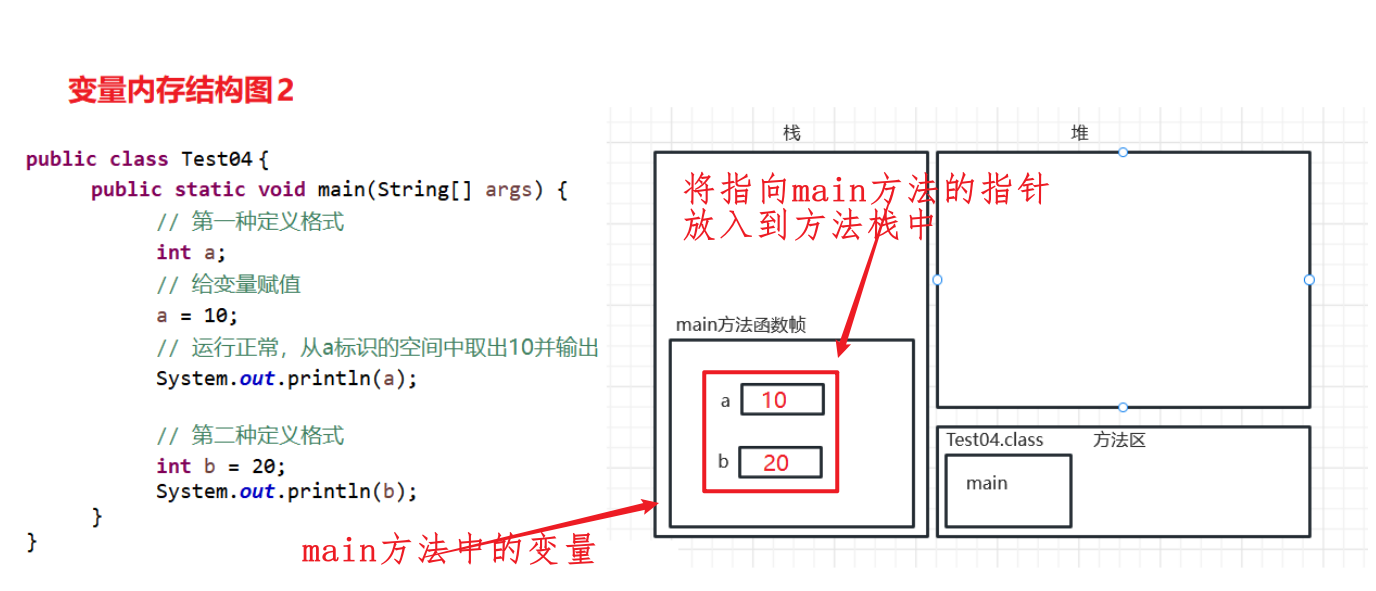 变量内存结构图2
public class Test04{
public static void main(String[] args) {
// 第一种定义格式
int a;
// 给变量赋值
a = 10;
// 运行正常，从a标识的空间中取出10并输出
System.out.println(a);
// 第二种定义格式
int b = 20;
System.out.println(b);
}
}
栈
堆
将指向main方法的指针
放入到方法栈中
main方法函数帧
a 10
b 20
Test04.class 方法区
main
main方法中的变量